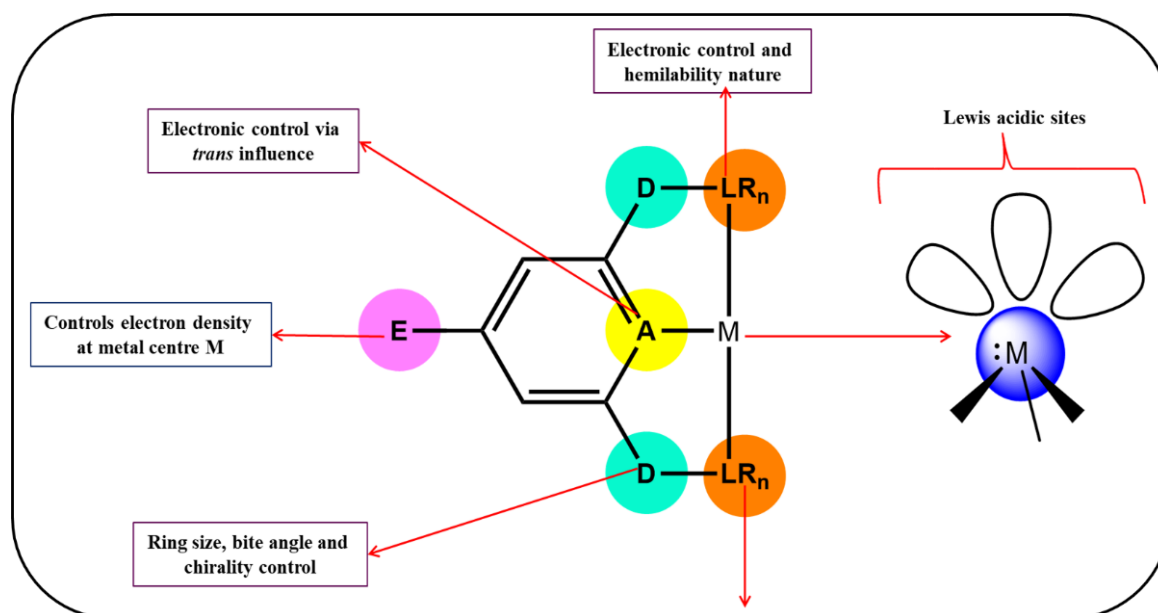 Electronic control and
hemilability nature
Electronic control via
trans influence
Lewis acidic sites
D
LRn
Controls electron density
at metal centre M
E
A
M
:M
D
LRn
Ring size, bite angle and
chirality control